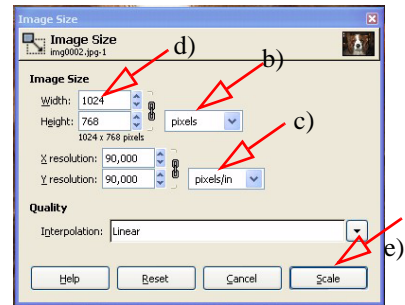 Image Size
Image Size
img0002.jpg-1
d)
b)
Image Size
Width: 1024
Height: 768 pixels
1024 x 768 pixels
c)
X resolution: 90,000
Y resolution: 90,000 pixels/in
Quality
Interpolation: Linear
e)
Help Reset Cancel Scale